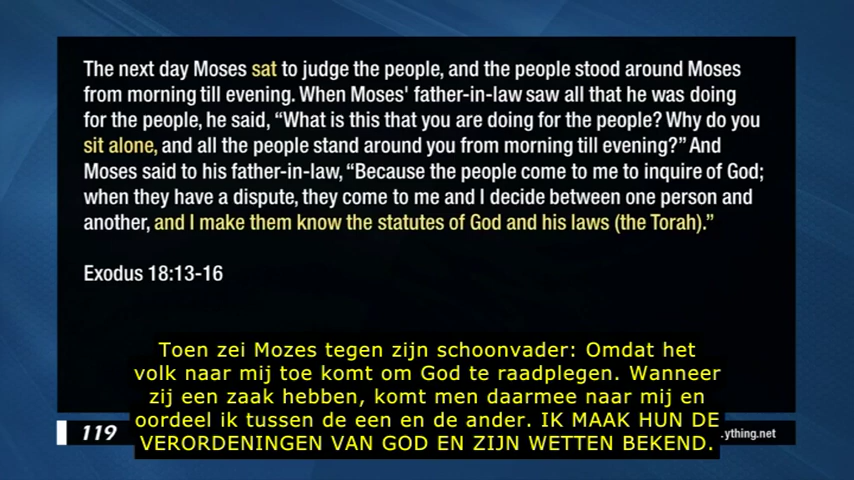 The next day Moses sat to judge the people, and the people stood around Moses
from morning till evening. When Moses' father-in-law saw all that he was doing
for the people, he said, “What is this that you are doing for the people? Why do you
sit alone, and all the people stand around you from morning till evening?” And
Moses said to his father-in-law, “Because the people come to me to inquire of God;
when they have a dispute, they come to me and I decide between one person and
another, and I make them know the statutes of God and his laws (the Torah).”
Exodus 18:13-16
Toen zei Mozes tegen zijn schoonvader: Omdat het
volk naar mij toe komt om God te raadplegen. Wanneer
zij een zaak hebben, komt men daarmee naar mij en
oordeel ik tussen de een en de ander. IK MAAK HUN DE
VERORDENINGEN VAN GOD EN ZIJN WETTEN BEKEND.
119
ything.net